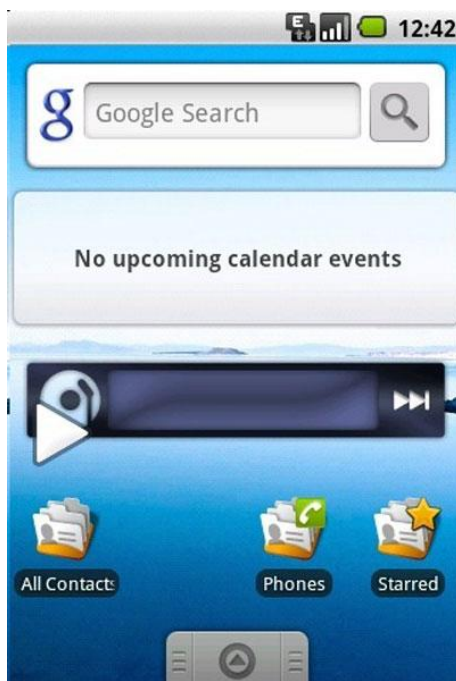 E 12:42
g Google Search
No upcoming calendar events
All Contacts Phones Starred